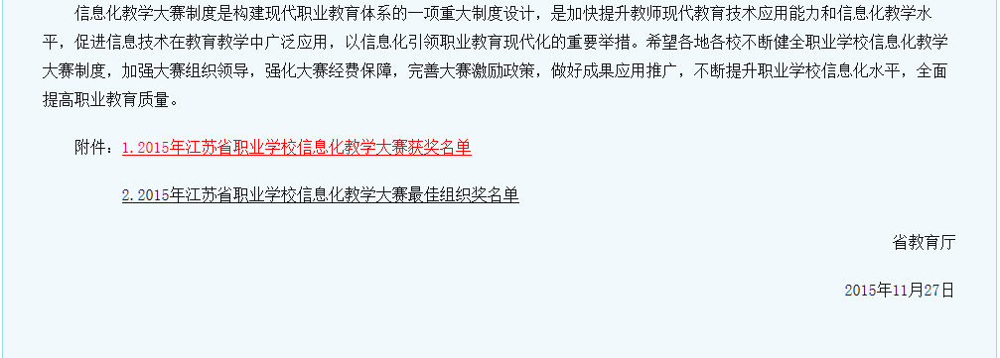 信息化教学大赛制度是构建现代职业教育体系的一项重大制度设计，是加快提升教师现代教育技术应用能力和信息化教学水
平，促进信息技术在教育教学中广泛应用，以信息化引领职业教育现代化的重要举措。希望各地各校不断健全职业学校信息化教学
大赛制度，加强大赛组织领导，强化大赛经费保障，完善大赛激励政策，做好成果应用推广，不断提升职业学校信息化水平，全面
提高职业教育质量。
附件：1.2015年江苏省职业学校信息化教学大赛获奖名单
2.2015年江苏省职业学校信息化教学大赛最佳组织奖名单
省教育厅
2015年11月27日